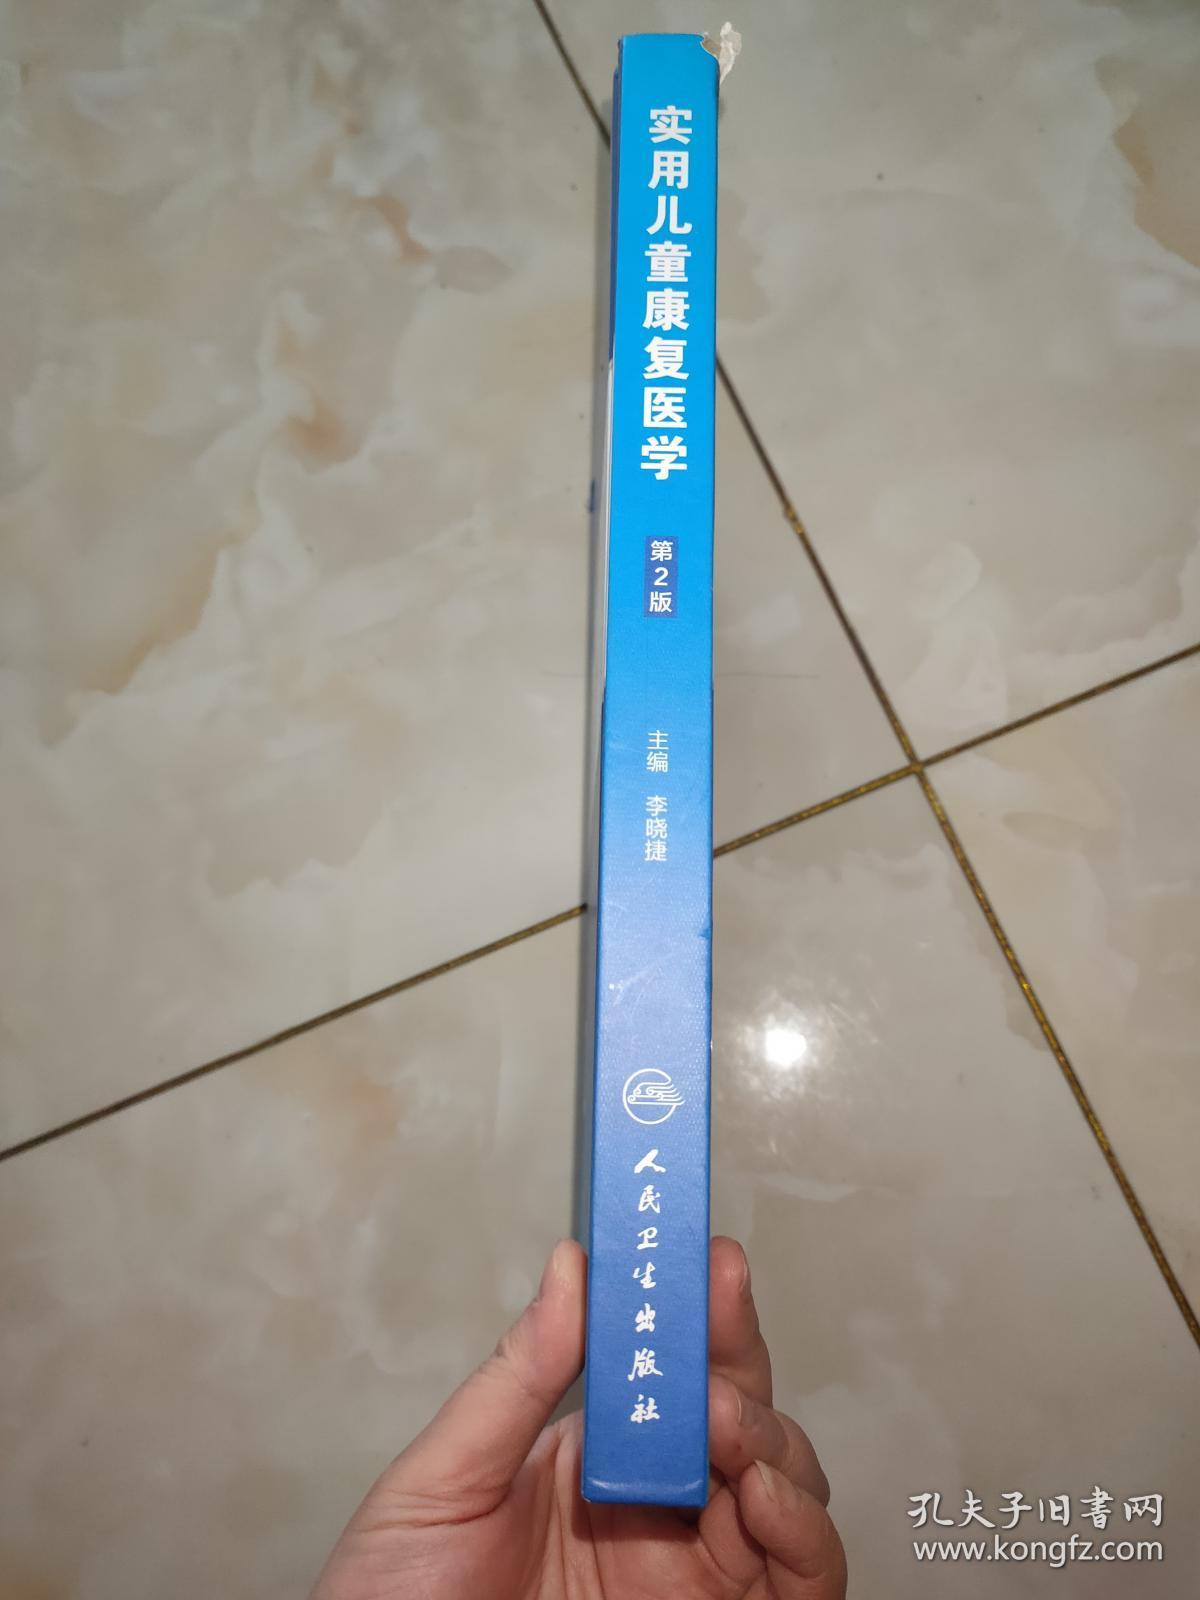 实用儿童康复医学
第2版
主编 李晓捷
人民卫生出版社
孔夫子旧书网
www.kongfz.com